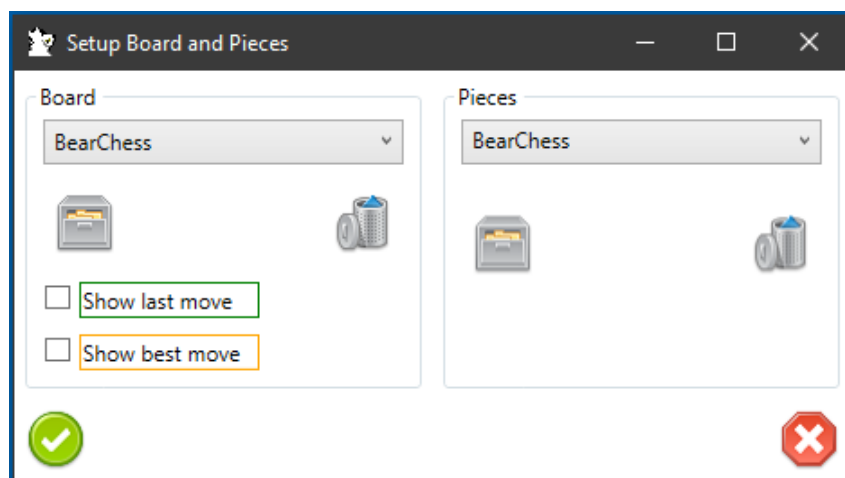 Setup Board and Pieces
Board
BearChess
Show last move
Show best move
Pieces
BearChess